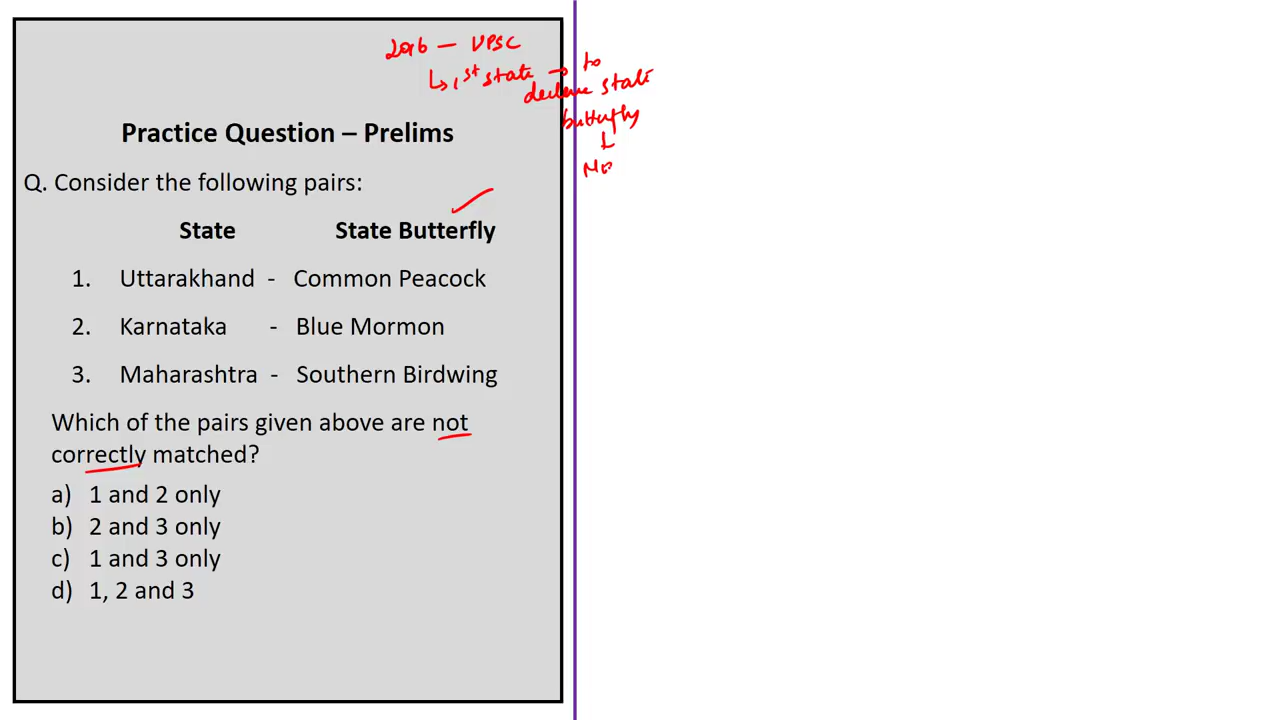 2016 — UPSC
↳ 1st state → to
declare state
butterfly
↓
Practice Question – Prelims
Q. Consider the following pairs:
State State Butterfly
1. Uttarakhand - Common Peacock
2. Karnataka - Blue Mormon
3. Maharashtra - Southern Birdwing
Which of the pairs given above are not
correctly matched?
a) 1 and 2 only
b) 2 and 3 only
c) 1 and 3 only
d) 1, 2 and 3